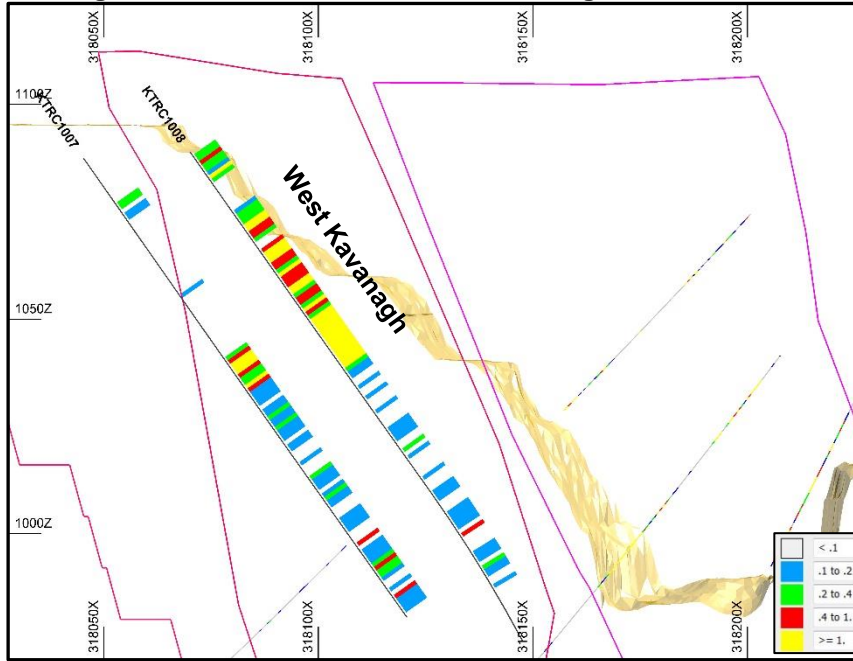 318050X
318100X
318150X
318200X
1100Z
KTRC1007
KTRC1008
West Kavanagh
1050Z
1000Z
< .1
.1 to .2
.2 to .4
.4 to 1.
>= 1.
318050X
318100X
318150X
318200X